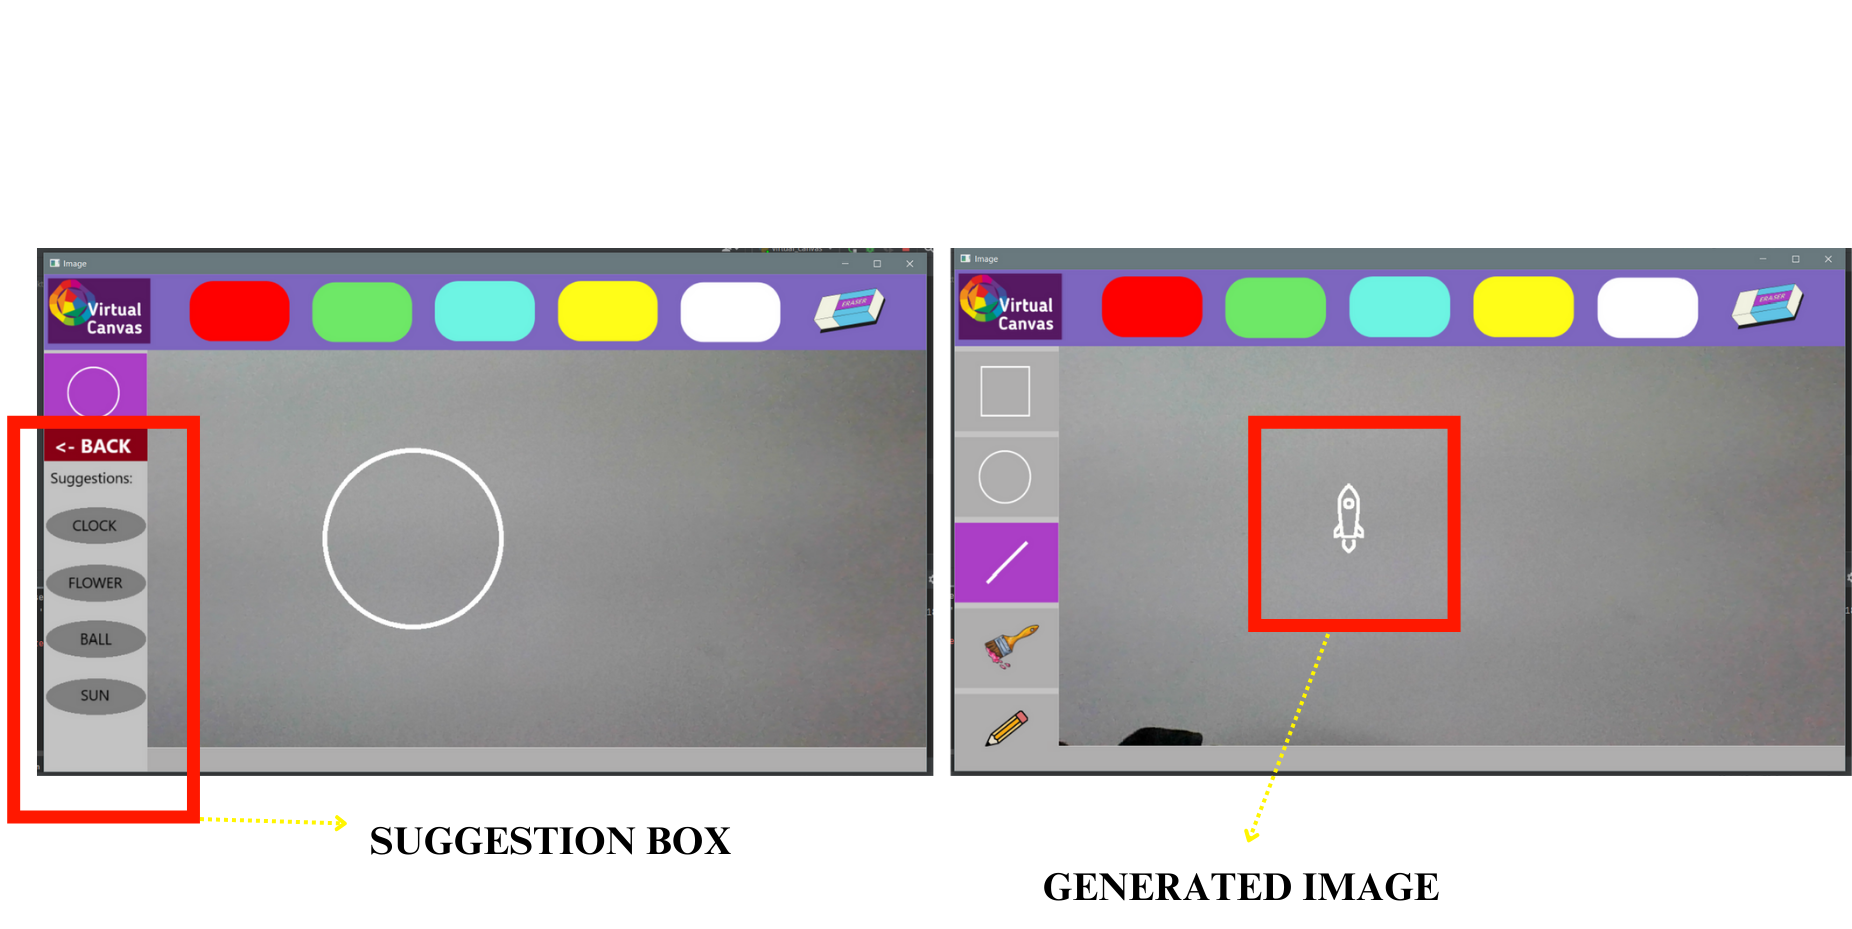 Image
Virtual
Canvas
ERASER
<- BACK
Suggestions:
CLOCK
FLOWER
BALL
SUN
Image
Virtual
Canvas
ERASER
SUGGESTION BOX
GENERATED IMAGE